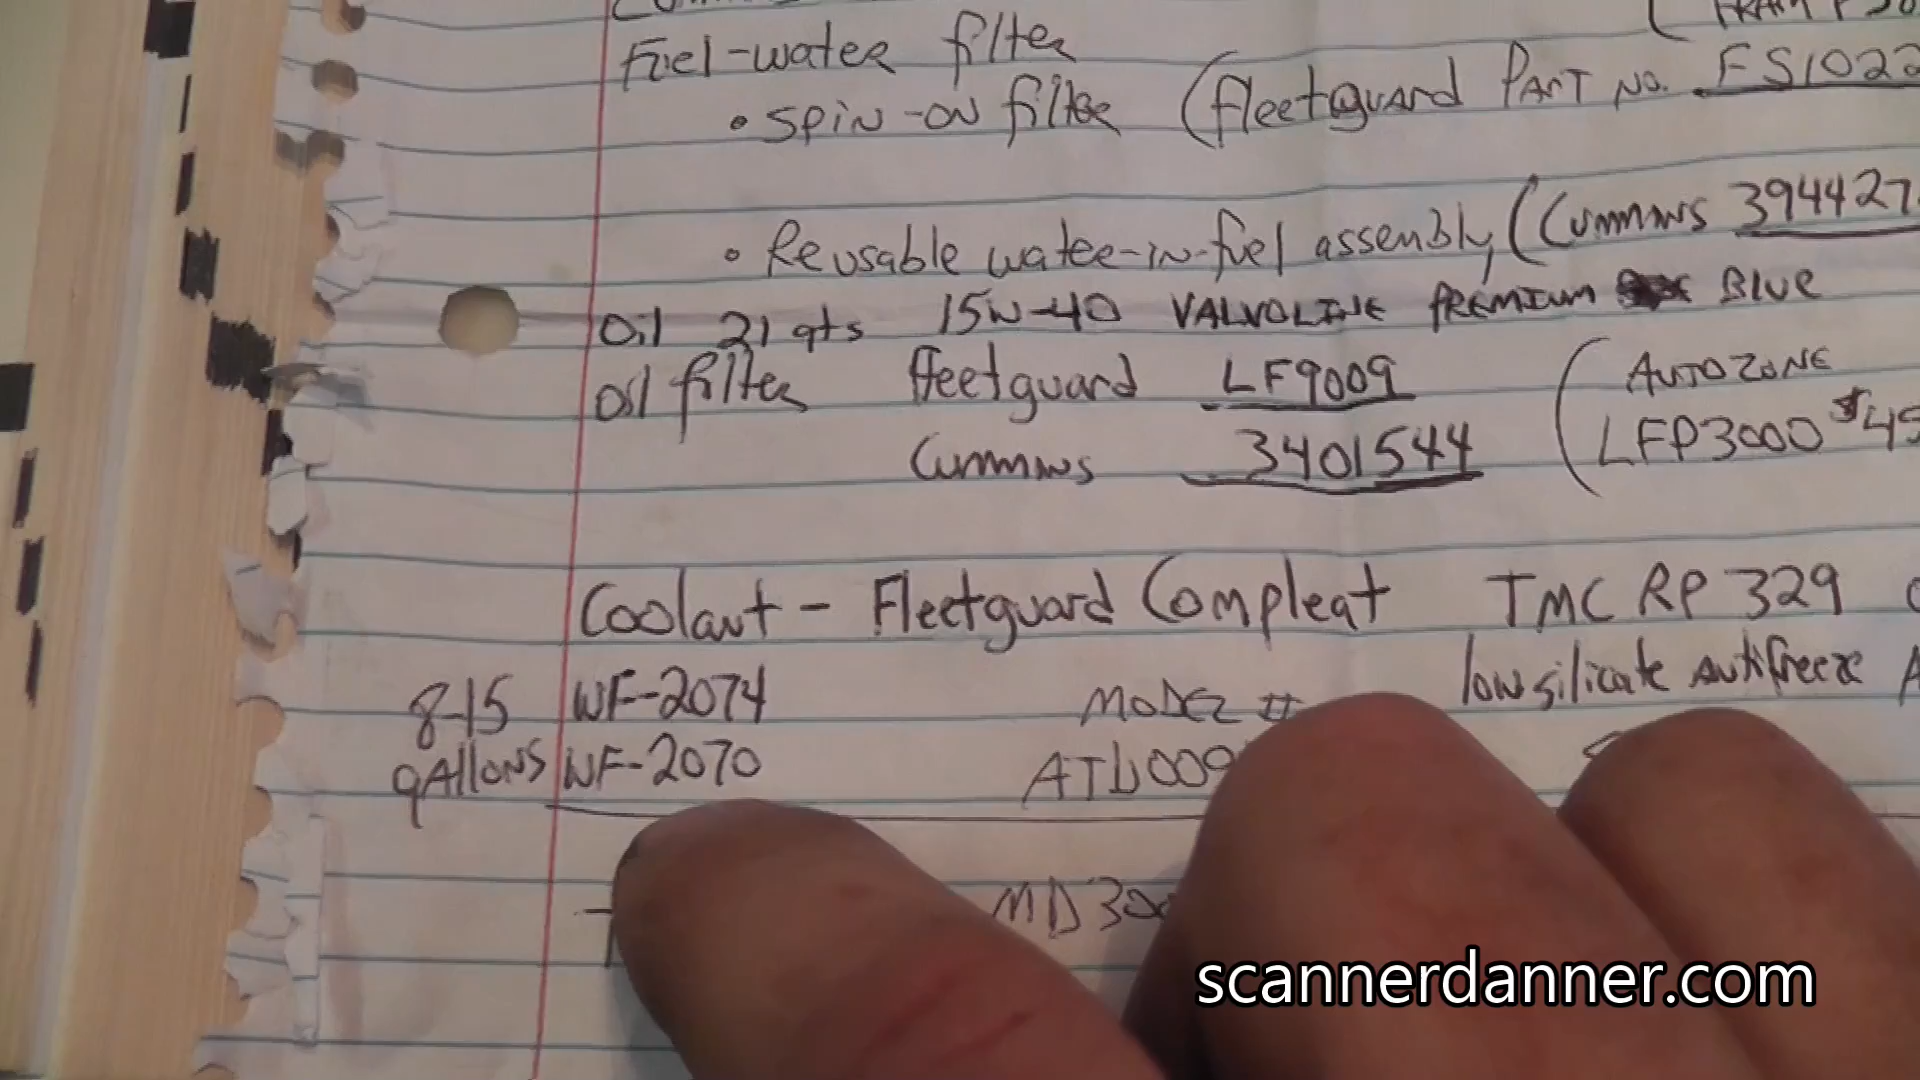 Fuel-water filter
• Spin-on filter (Fleetguard PART No. FS1022
• Reusable water-in-fuel assembly, (Cummins 394427
Oil 21 qts 15W-40 VALVOLINE PREMIUM BLUE
Oil filter Fleetguard LF9009 (AUTOZONE
Cummins 3401544 LFP3000 $45
Coolant - Fleetguard Compleat TMC RP 329
low silicate antifreeze
8-15 WF-2074 MODEL #
gallons WF-2070
MD300
scannerdanner.com